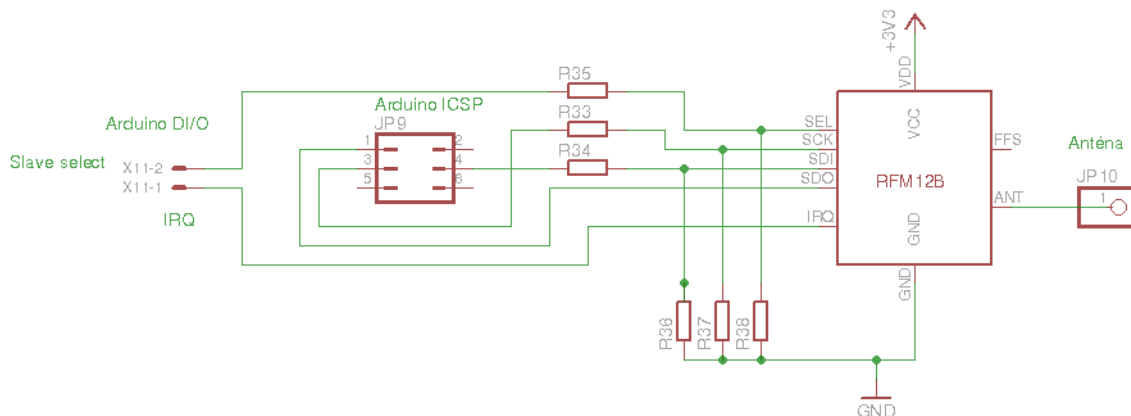 +3V3
VDD
R35
Arduino ICSP
JP9
R33
Arduino DI/O
1
2
SEL
VCC
SCK
FFS
Anténa
Slave select
X11-2
3
4
R34
SDI
X11-1
5
6
SDO
RFM12B
JP10
1
IRQ
IRQ
GND
ANT
GND
R36
R37
R38
GND